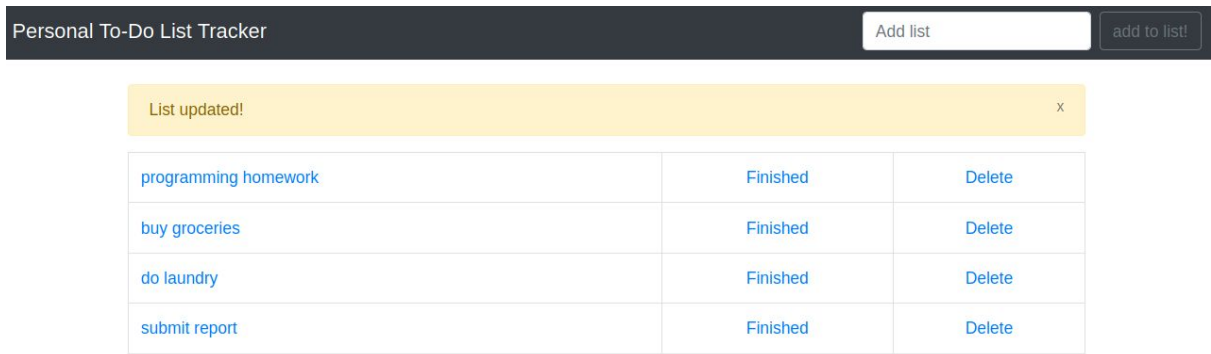 Personal To-Do List Tracker Add list add to list!
List updated! x
programming homework Finished Delete
buy groceries Finished Delete
do laundry Finished Delete
submit report Finished Delete